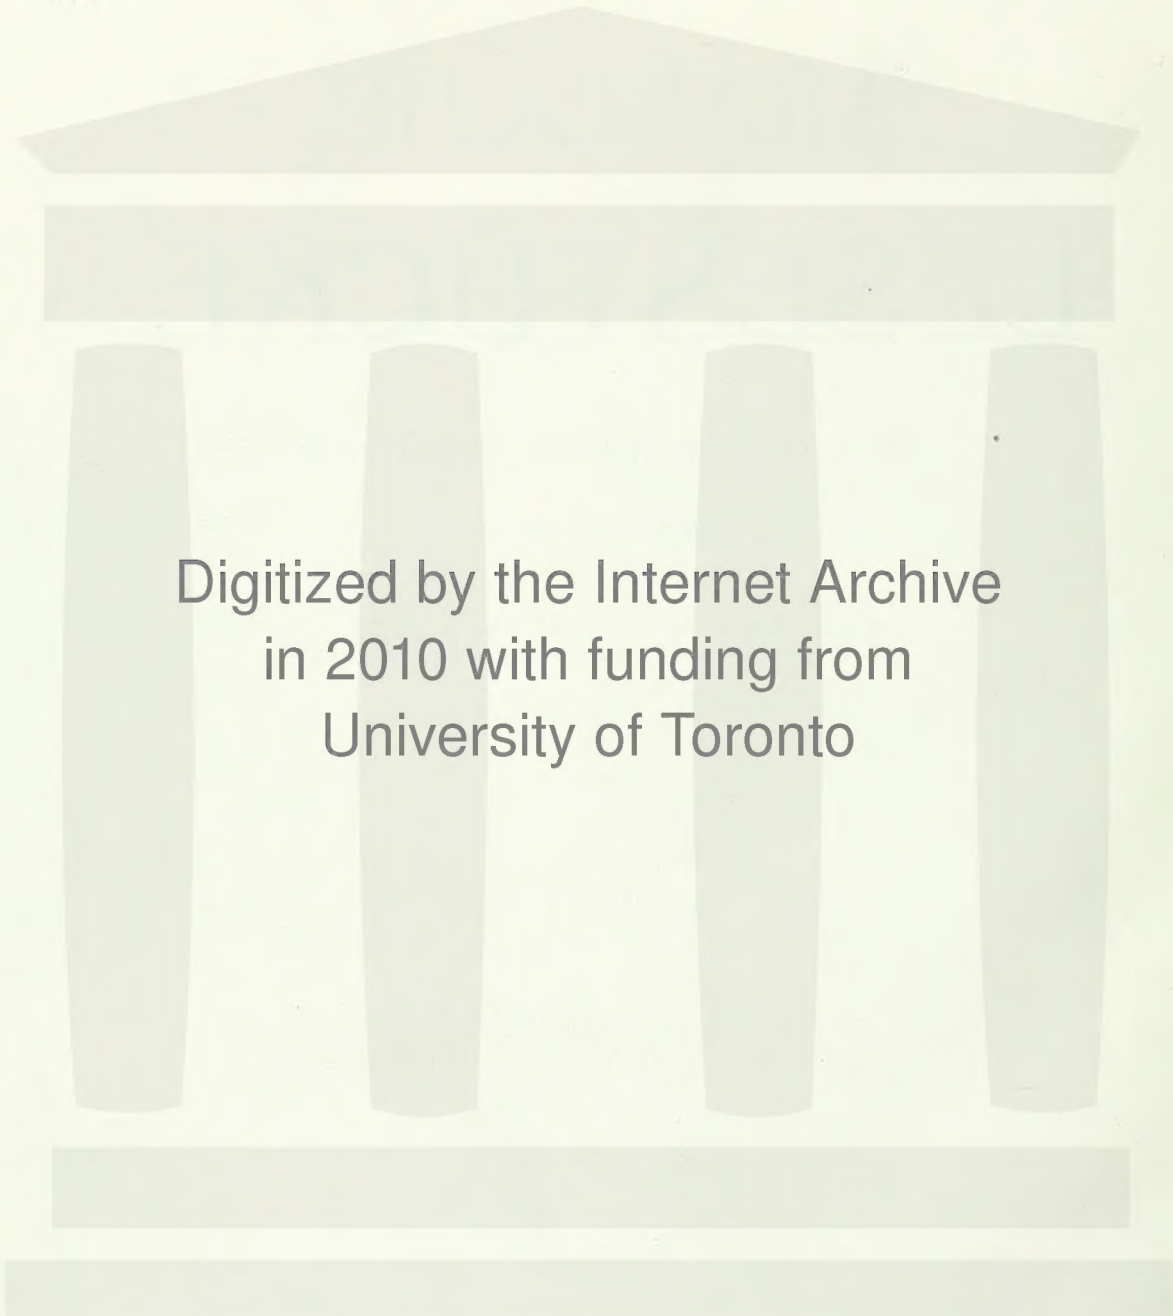 Digitized by the Internet Archive
in 2010 with funding from
University of Toronto